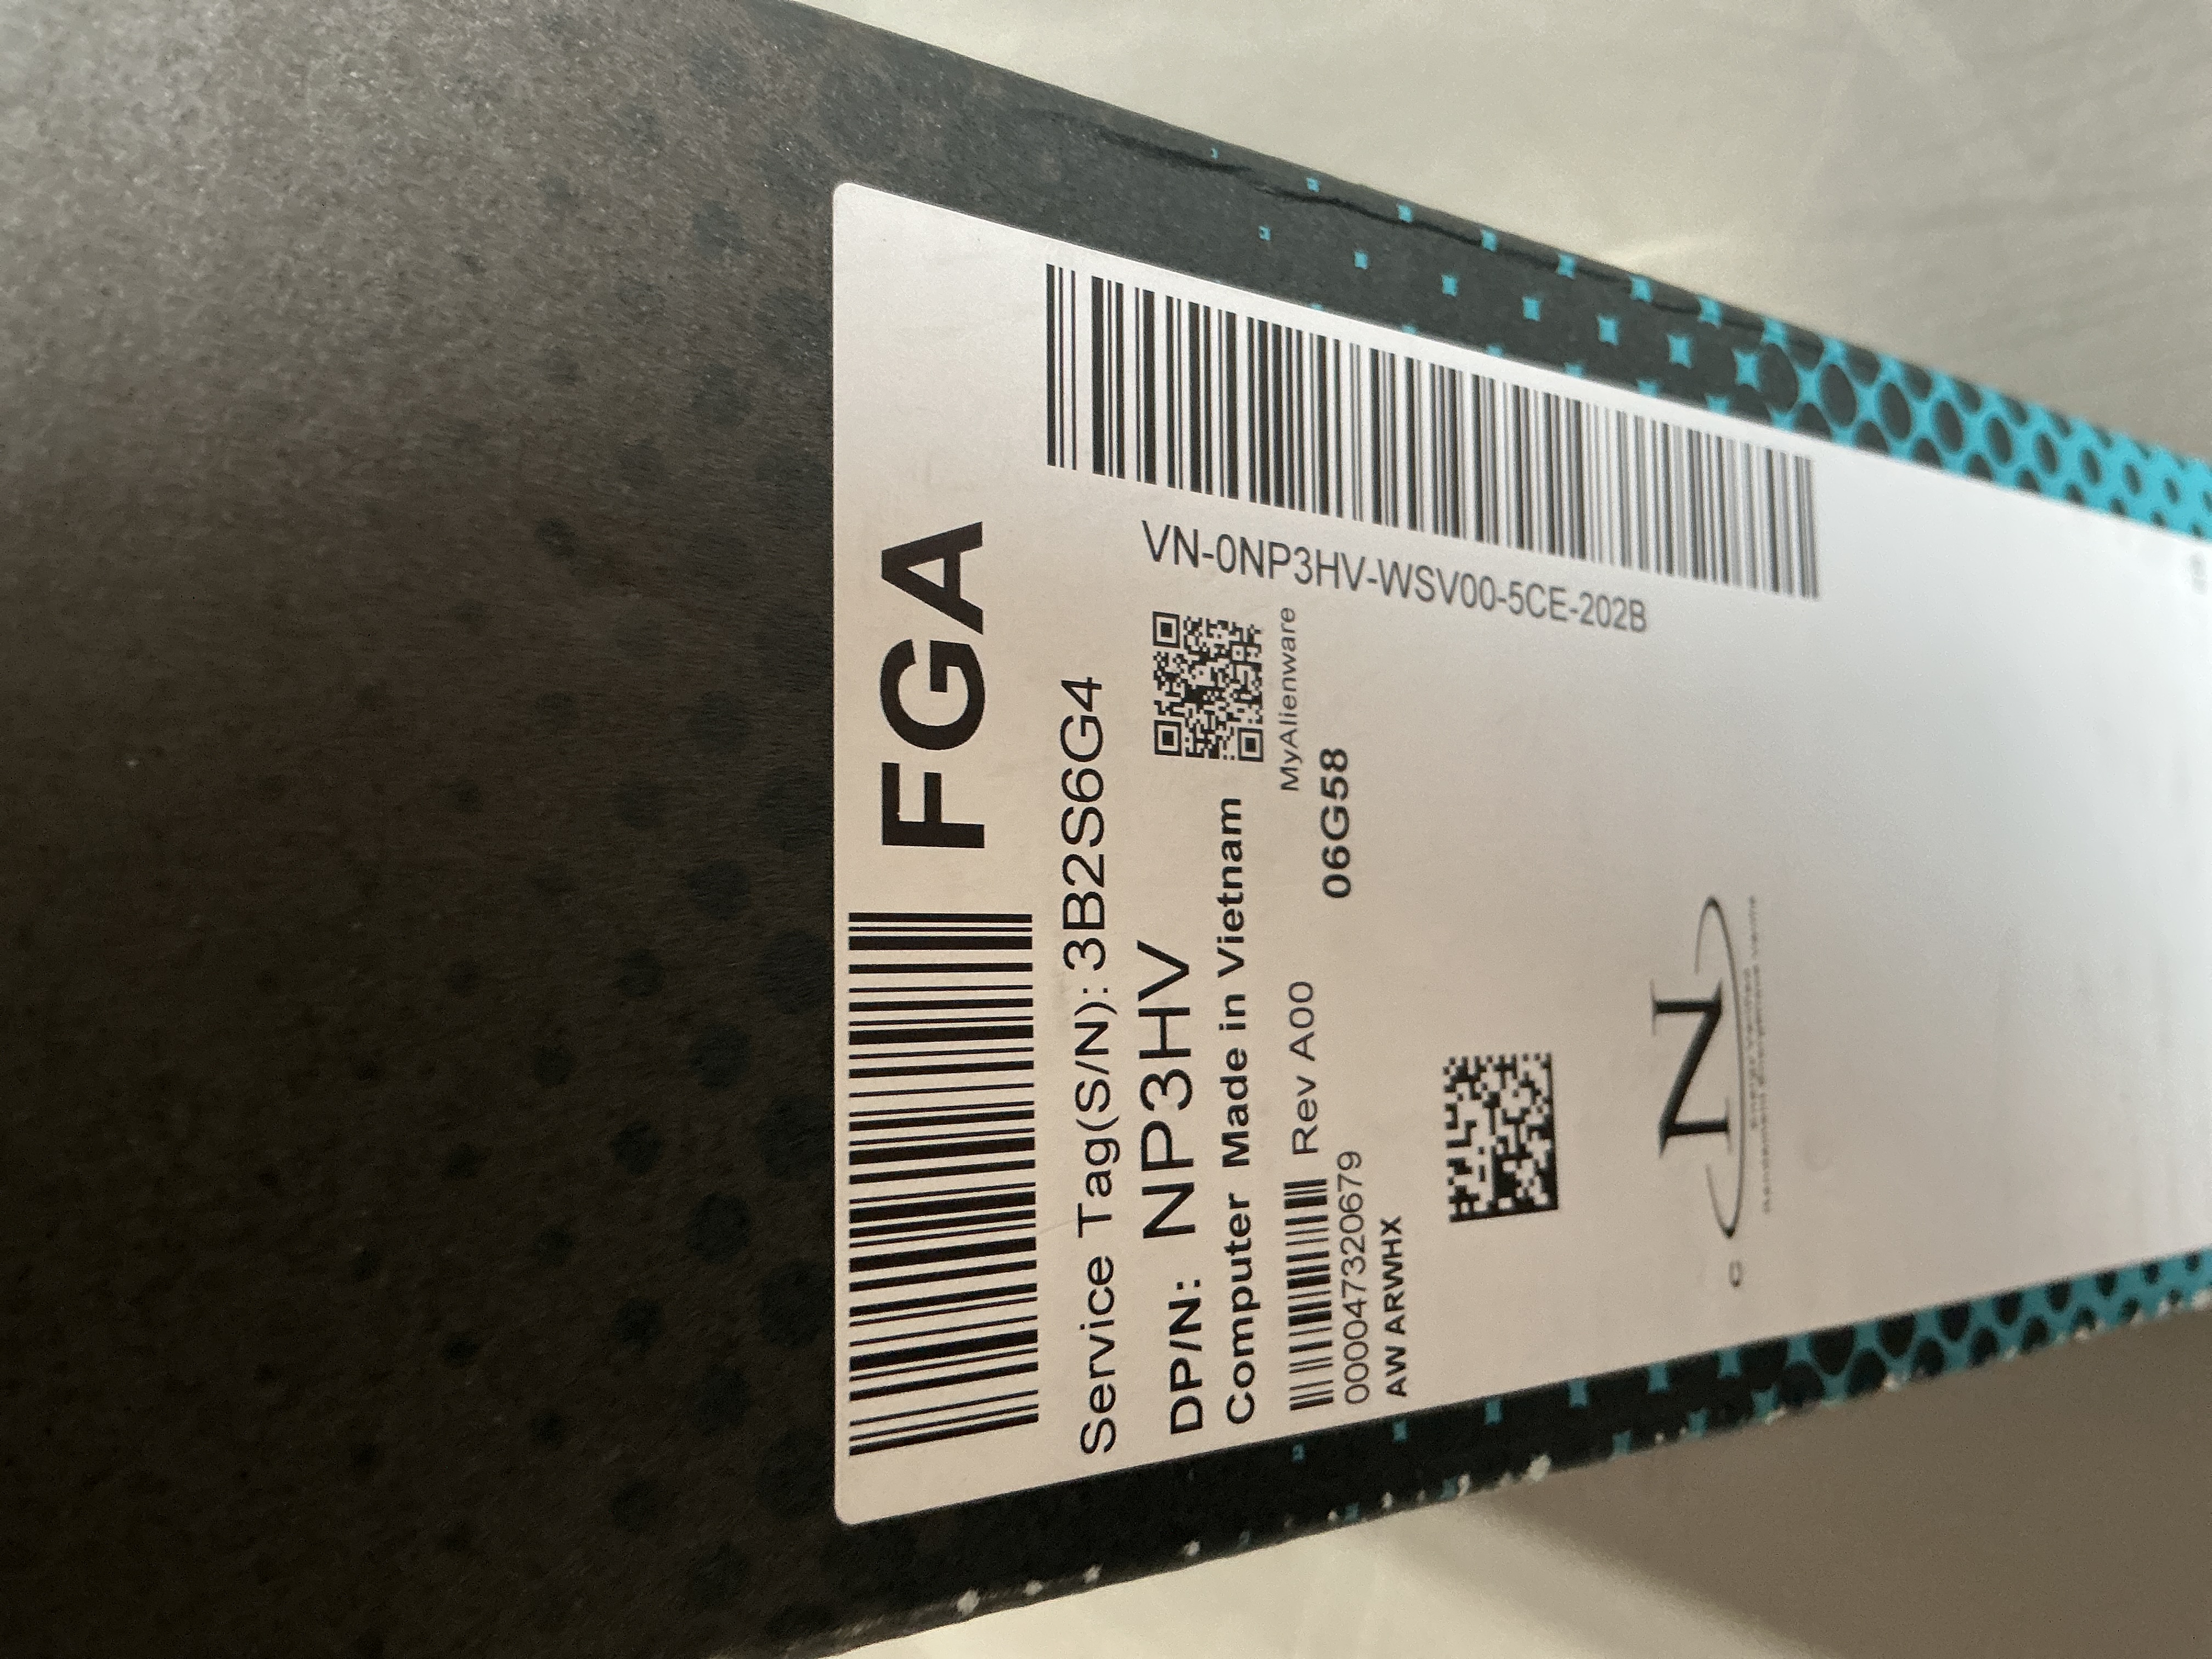 FGA
Service Tag(S/N): 3B2S6G4
DP/N: NP3HV
Computer Made in Vietnam
MyAlienware
Rev A00
06G58
0000047320679
AW ARWHX
VN-0NP3HV-WSV00-5CE-202B
N